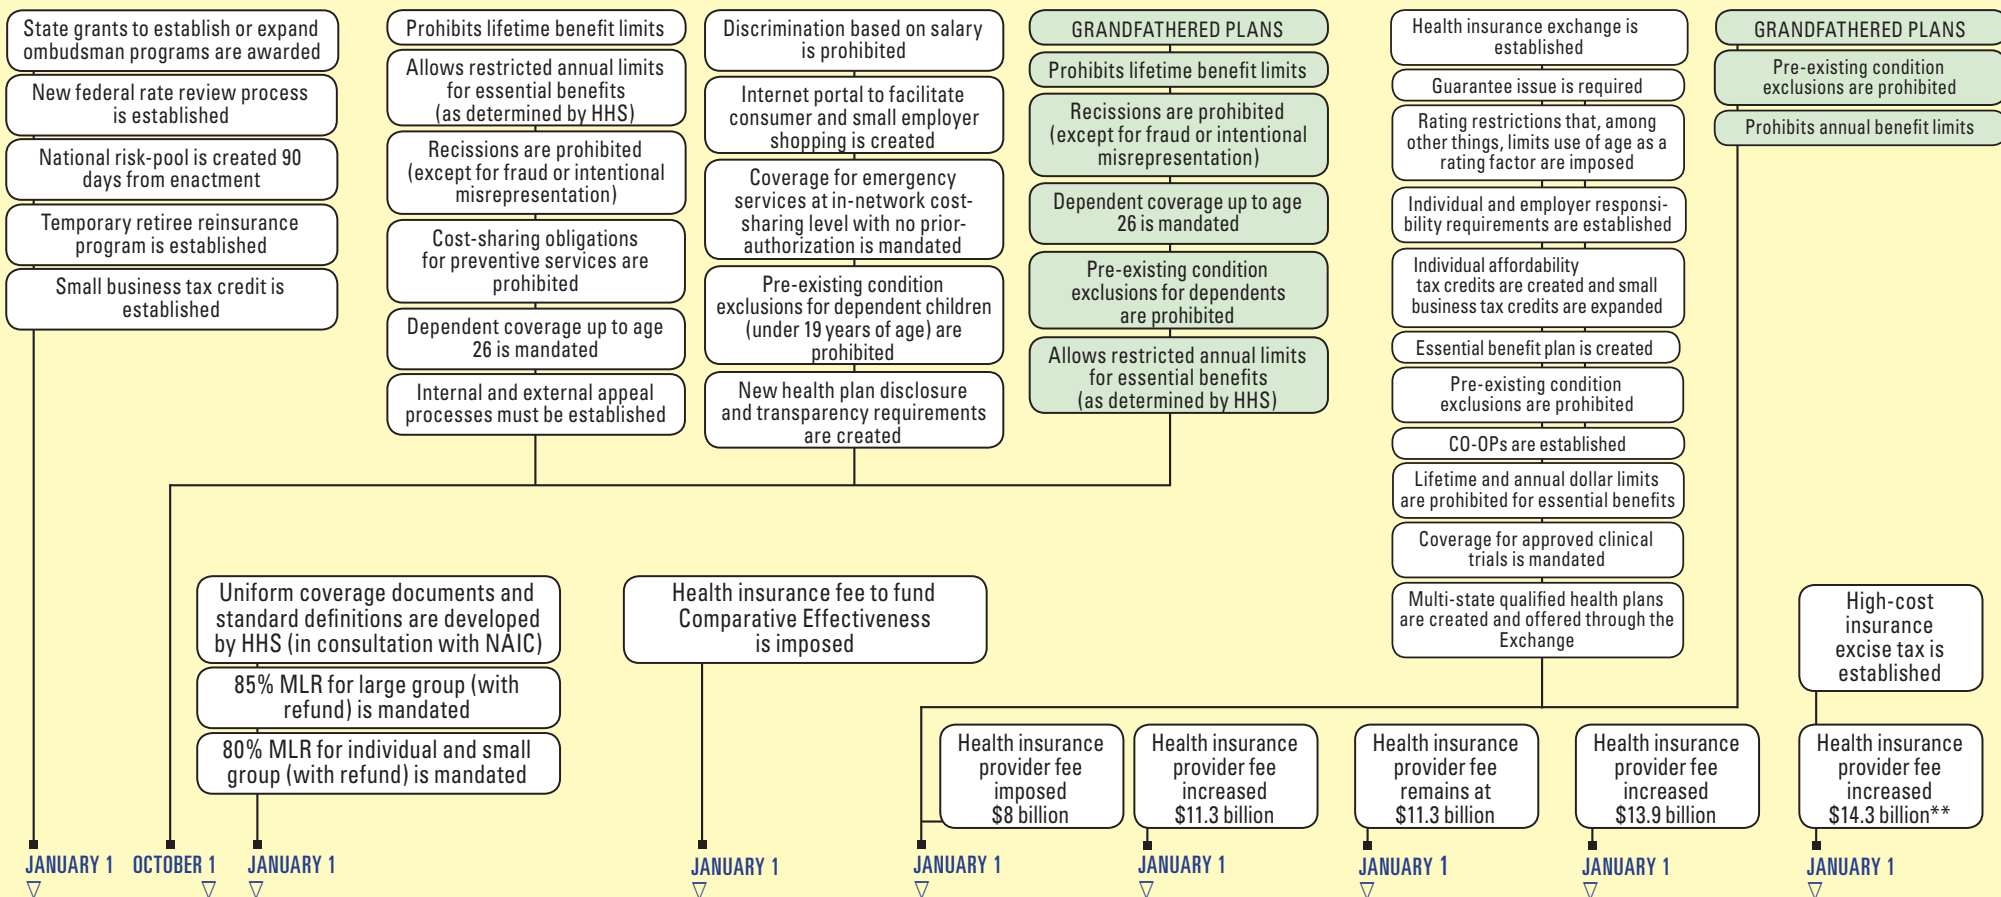 State grants to establish or expand
ombudsman programs are awarded
New federal rate review process
is established
National risk-pool is created 90
days from enactment
Temporary retiree reinsurance
program is established
Small business tax credit is
established
Prohibits lifetime benefit limits
Allows restricted annual limits
for essential benefits
(as determined by HHS)
Recissions are prohibited
(except for fraud or intentional
misrepresentation)
Cost-sharing obligations
for preventive services are
prohibited
Dependent coverage up to age
26 is mandated
Internal and external appeal
processes must be established
Discrimination based on salary
is prohibited
Internet portal to facilitate
consumer and small employer
shopping is created
Coverage for emergency
services at in-network cost-
sharing level with no prior-
authorization is mandated
Pre-existing condition
exclusions for dependent children
(under 19 years of age) are
prohibited
New health plan disclosure
and transparency requirements
are created
GRANDFATHERED PLANS
Prohibits lifetime benefit limits
Recissions are prohibited
(except for fraud or intentional
misrepresentation)
Dependent coverage up to age
26 is mandated
Pre-existing condition
exclusions for dependents
are prohibited
Allows restricted annual limits
for essential benefits
(as determined by HHS)
Health insurance exchange is
established
Guarantee issue is required
Rating restrictions that, among
other things, limits use of age as a
rating factor are imposed
Individual and employer responsi-
bility requirements are established
Individual affordability
tax credits are created and small
business tax credits are expanded
Essential benefit plan is created
Pre-existing condition
exclusions are prohibited
CO-OPs are established
Lifetime and annual dollar limits
are prohibited for essential benefits
Coverage for approved clinical
trials is mandated
Multi-state qualified health plans
are created and offered through the
Exchange
GRANDFATHERED PLANS
Pre-existing condition
exclusions are prohibited
Prohibits annual benefit limits
Uniform coverage documents and
standard definitions are developed
by HHS (in consultation with NAIC)
85% MLR for large group (with
refund) is mandated
80% MLR for individual and small
group (with refund) is mandated
Health insurance fee to fund
Comparative Effectiveness
is imposed
High-cost
insurance
excise tax is
established
Health insurance
provider fee
imposed
$8 billion
Health insurance
provider fee
increased
$11.3 billion
Health insurance
provider fee
remains at
$11.3 billion
Health insurance
provider fee
increased
$13.9 billion
Health insurance
provider fee
increased
$14.3 billion**
JANUARY 1
OCTOBER 1
JANUARY 1
JANUARY 1
JANUARY 1
JANUARY 1
JANUARY 1
JANUARY 1
JANUARY 1